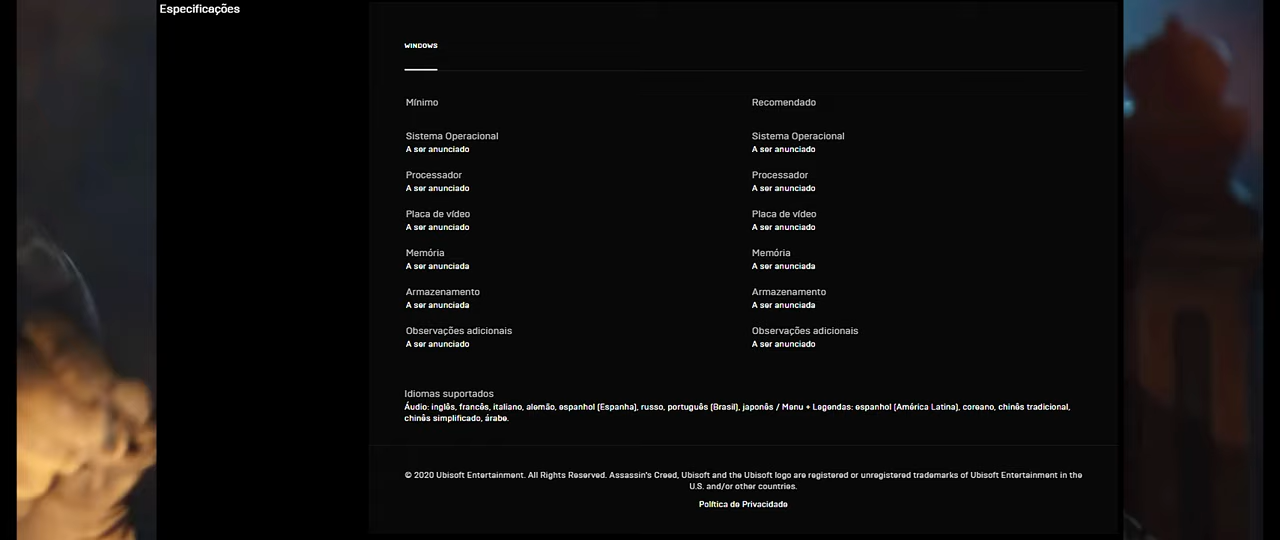 Especificações
WINDOWS
Mínimo
Recomendado
Sistema Operacional
A ser anunciado
Sistema Operacional
A ser anunciado
Processador
A ser anunciado
Processador
A ser anunciado
Placa de vídeo
A ser anunciado
Placa de vídeo
A ser anunciado
Memória
A ser anunciada
Memória
A ser anunciada
Armazenamento
A ser anunciada
Armazenamento
A ser anunciada
Observações adicionais
A ser anunciado
Observações adicionais
A ser anunciado
Idiomas suportados
Áudio: inglês, francês, italiano, alemão, espanhol (Espanha), russo, português (Brasil), japonês / Menu + Legendas: espanhol (América Latina), coreano, chinês tradicional,
chinês simplificado, árabe.
© 2020 Ubisoft Entertainment. All Rights Reserved. Assassin's Creed, Ubisoft and the Ubisoft logo are registered or unregistered trademarks of Ubisoft Entertainment in the
U.S. and/or other countries.
Política de Privacidade